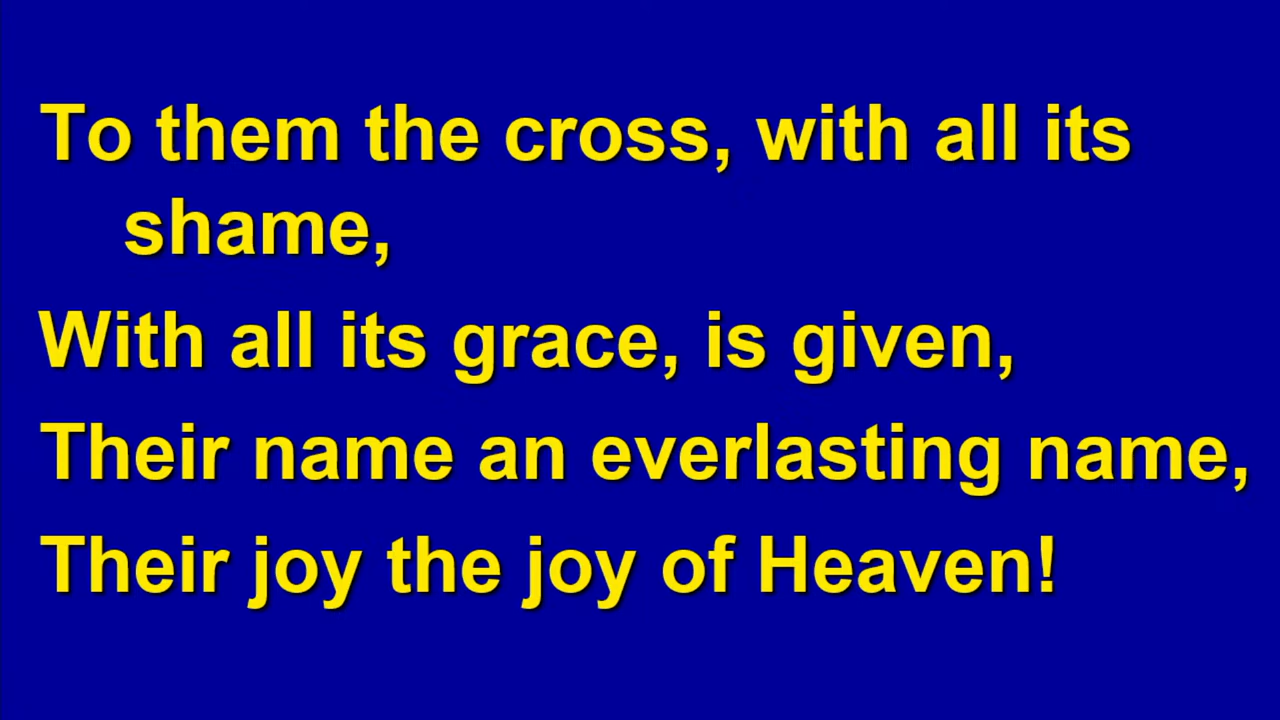 To them the cross, with all its
shame,
With all its grace, is given,
Their name an everlasting name,
Their joy the joy of Heaven!